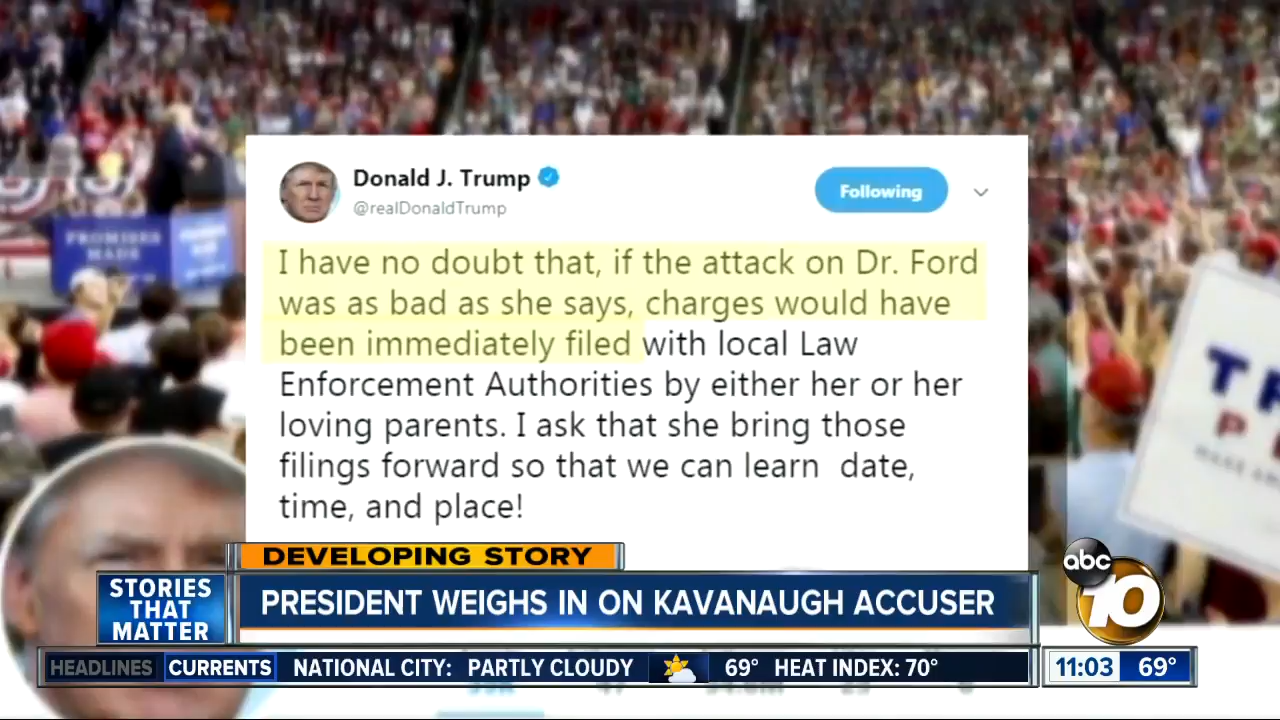 PROMISES
MADE
Donald J. Trump
@realDonaldTrump
Following
I have no doubt that, if the attack on Dr. Ford
was as bad as she says, charges would have
been immediately filed with local Law
Enforcement Authorities by either her or her
loving parents. I ask that she bring those
filings forward so that we can learn  date,
time, and place!
DEVELOPING STORY
STORIES
THAT
MATTER
PRESIDENT WEIGHS IN ON KAVANAUGH ACCUSER
abc
10
HEADLINES CURRENTS NATIONAL CITY: PARTLY CLOUDY 69° HEAT INDEX: 70°
11:03 69°